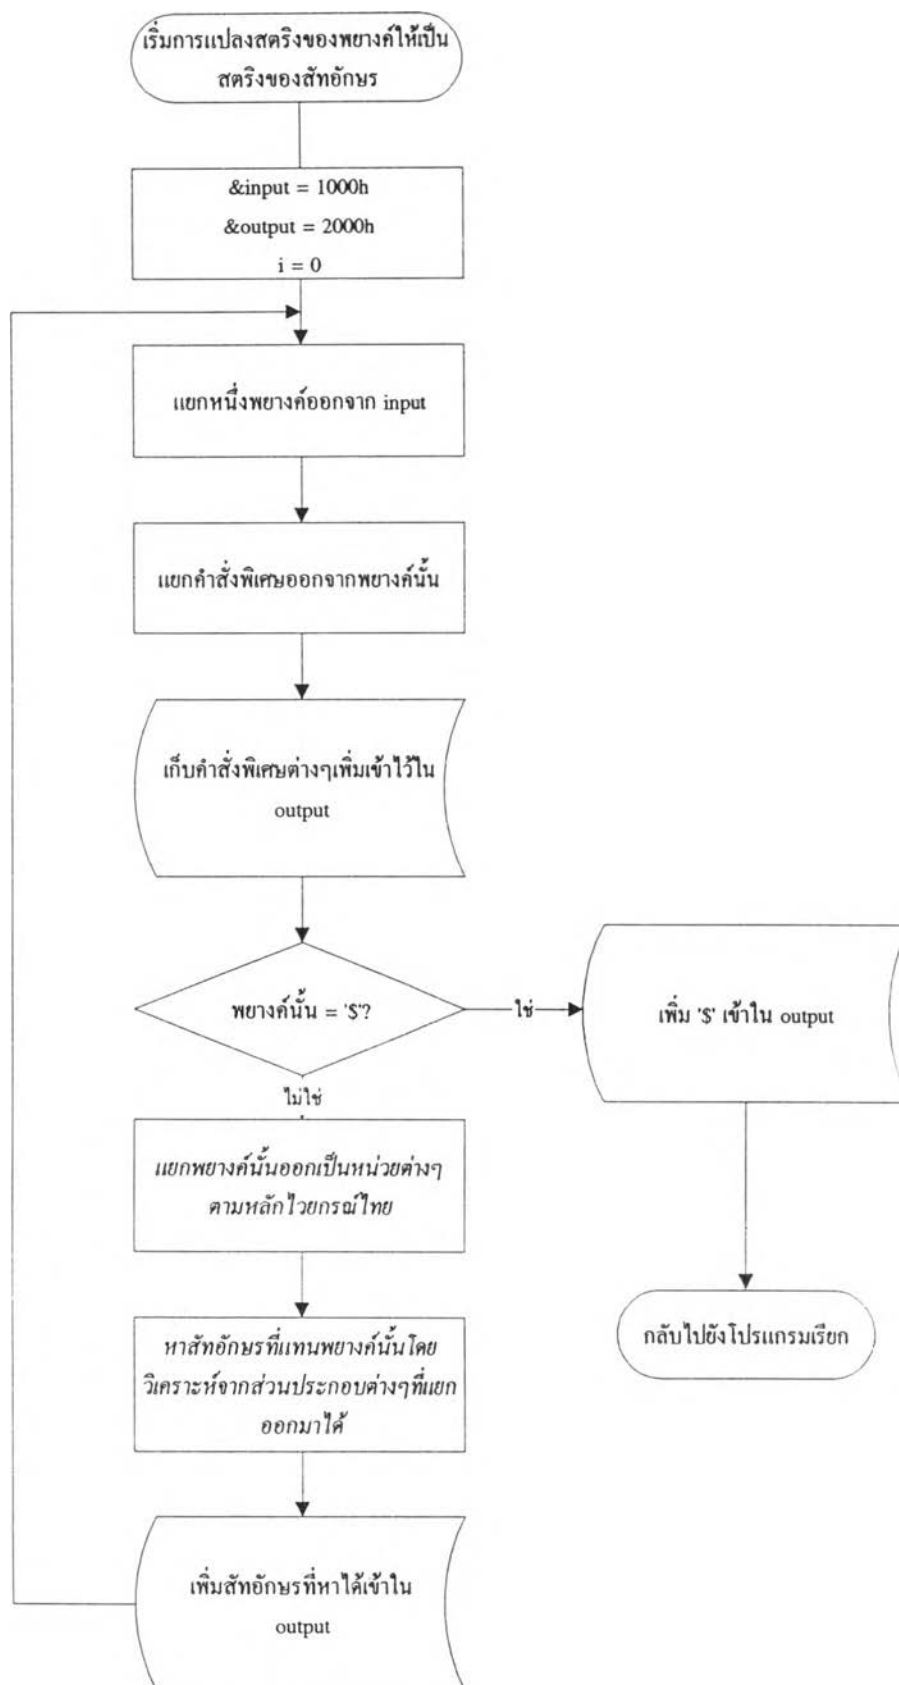 เริ่มการแปลงสตริงของพยางค์ให้เป็น
สตริงของสัทอักษร
&input = 1000h
&output = 2000h
i = 0
แยกหนึ่งพยางค์ออกจาก input
แยกคำสั่งพิเศษออกจากพยางค์นั้น
เก็บคำสั่งพิเศษต่างๆเพิ่มเข้าไว้ใน
output
พยางค์นั้น = '$'?
ใช่
เพิ่ม '$' เข้าใน output
ไม่ใช่
แยกพยางค์นั้นออกเป็นหน่วยต่างๆ
ตามหลักไวยกรณ์ไทย
กลับไปยังโปรแกรมเรียก
หาสัทอักษรที่แทนพยางค์นั้นโดย
วิเคราะห์จากส่วนประกอบต่างๆที่แยก
ออกมาได้
เพิ่มสัทอักษรที่หาได้เข้าใน
output